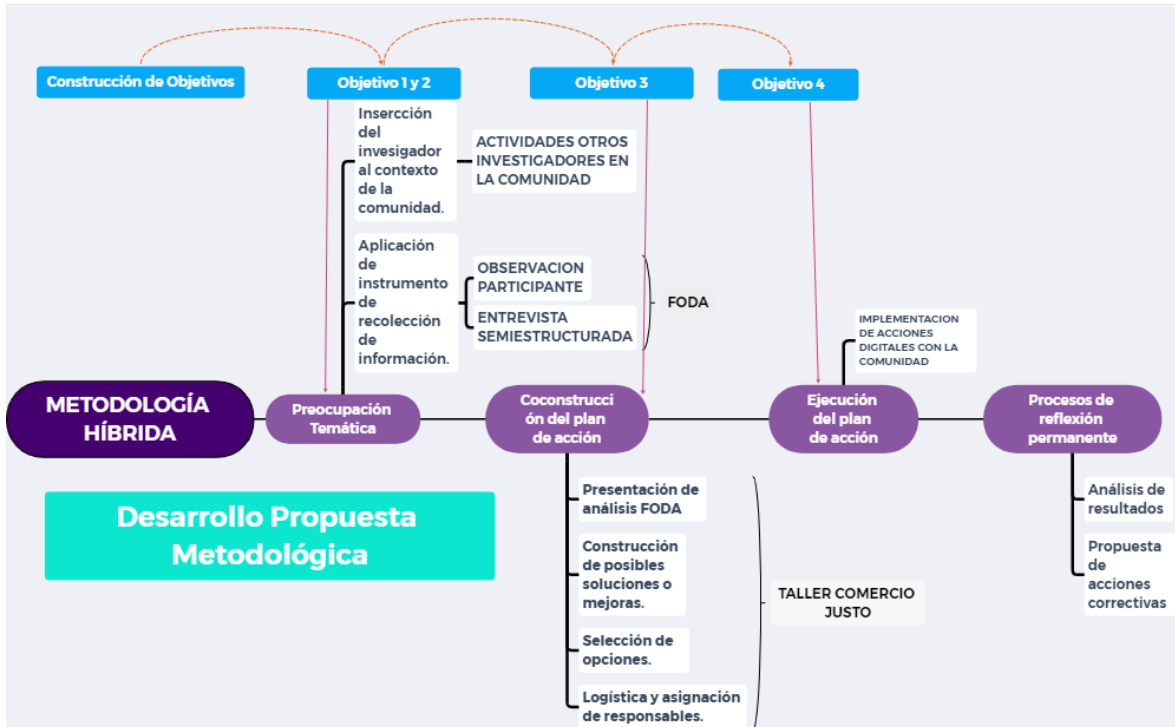 Construcción de Objetivos
Objetivo 1 y 2
Objetivo 3
Objetivo 4
Insercción
del
invesigador
al contexto
de la
comunidad.
ACTIVIDADES OTROS
INVESTIGADORES EN
LA COMUNIDAD
Aplicación
de
instrumento
de
recolección
de
información.
OBSERVACION
PARTICIPANTE
ENTREVISTA
SEMIESTRUCTURADA
FODA
IMPLEMENTACION
DE ACCIONES
DIGITALES CON LA
COMUNIDAD
METODOLOGÍA
HÍBRIDA
Preocupación
Temática
Coconstrucci
ón del plan
de acción
Ejecución
del plan
de acción
Procesos de
reflexión
permanente
Desarrollo Propuesta
Metodológica
Presentación de
análisis FODA
Construcción
de posibles
soluciones o
mejoras.
Selección de
opciones.
Logística y asignación
de responsables.
TALLER COMERCIO
JUSTO
Análisis de
resultados
Propuesta
de
acciones
correctivas